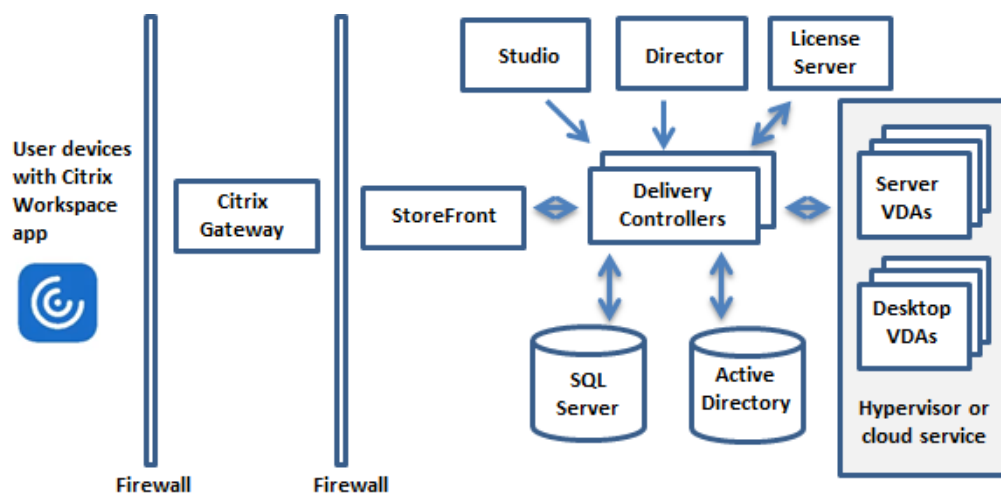 User devices
with Citrix
Workspace
app
Firewall
Citrix
Gateway
Firewall
StoreFront
Studio
Director
License
Server
Delivery
Controllers
SQL
Server
Active
Directory
Server
VDAs
Desktop
VDAs
Hypervisor or
cloud service